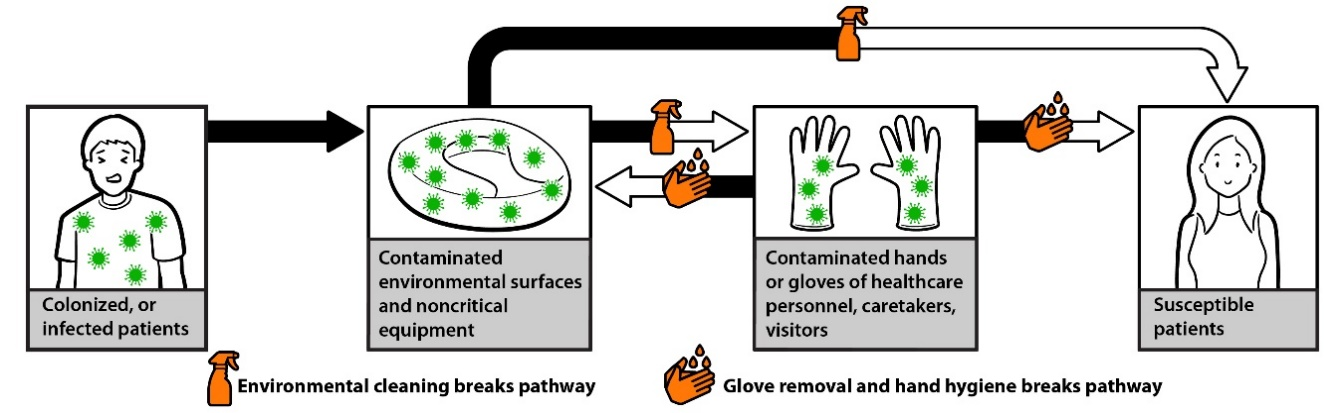 Colonized, or
infected patients
Contaminated
environmental surfaces
and noncritical
equipment
Contaminated hands
or gloves of healthcare
personnel, caretakers,
visitors
Susceptible
patients
Environmental cleaning breaks pathway
Glove removal and hand hygiene breaks pathway